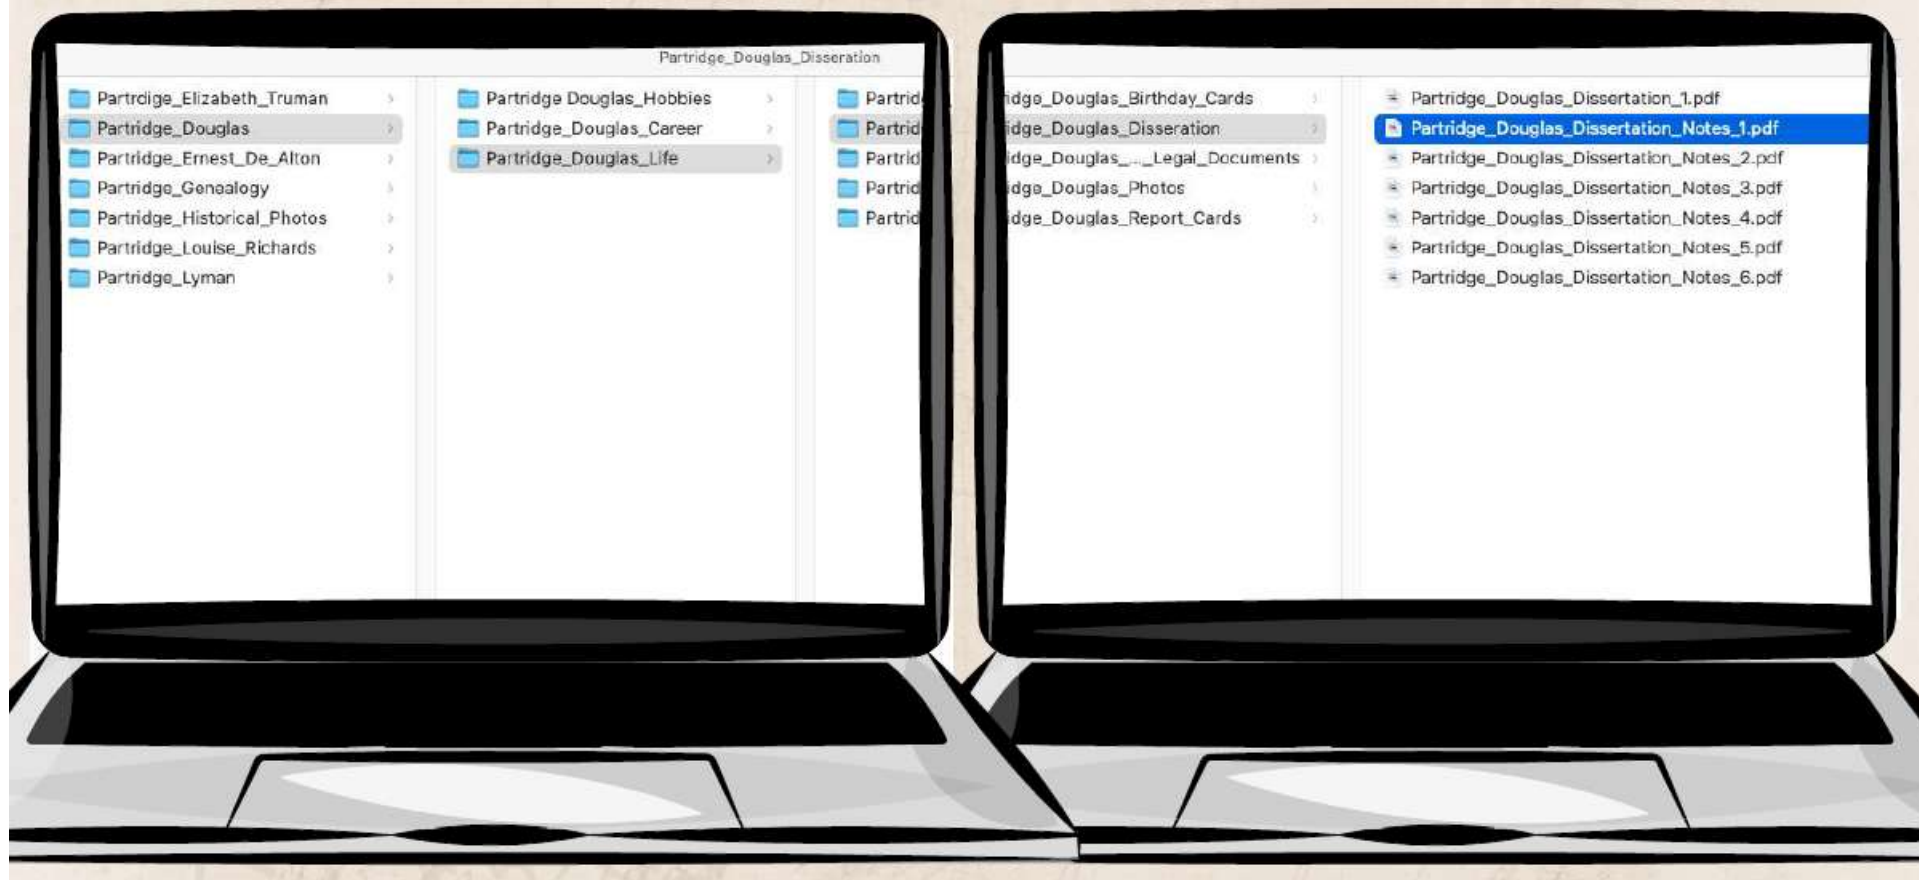 Partridge_Douglas_Disseration
Partrdige_Elizabeth_Truman
Partridge_Douglas
Partridge_Ernest_De_Alton
Partridge_Genealogy
Partridge_Historical_Photos
Partridge_Louise_Richards
Partridge_Lyman
Partridge Douglas_Hobbies
Partridge_Douglas_Career
Partridge_Douglas_Life
Partrid
Partrid
Partrid
Partrid
Partrid
idge_Douglas_Birthday_Cards
idge_Douglas_Disseration
idge_Douglas_..._Legal_Documents
idge_Douglas_Photos
idge_Douglas_Report_Cards
Partridge_Douglas_Dissertation_1.pdf
Partridge_Douglas_Dissertation_Notes_1.pdf
Partridge_Douglas_Dissertation_Notes_2.pdf
Partridge_Douglas_Dissertation_Notes_3.pdf
Partridge_Douglas_Dissertation_Notes_4.pdf
Partridge_Douglas_Dissertation_Notes_5.pdf
Partridge_Douglas_Dissertation_Notes_6.pdf